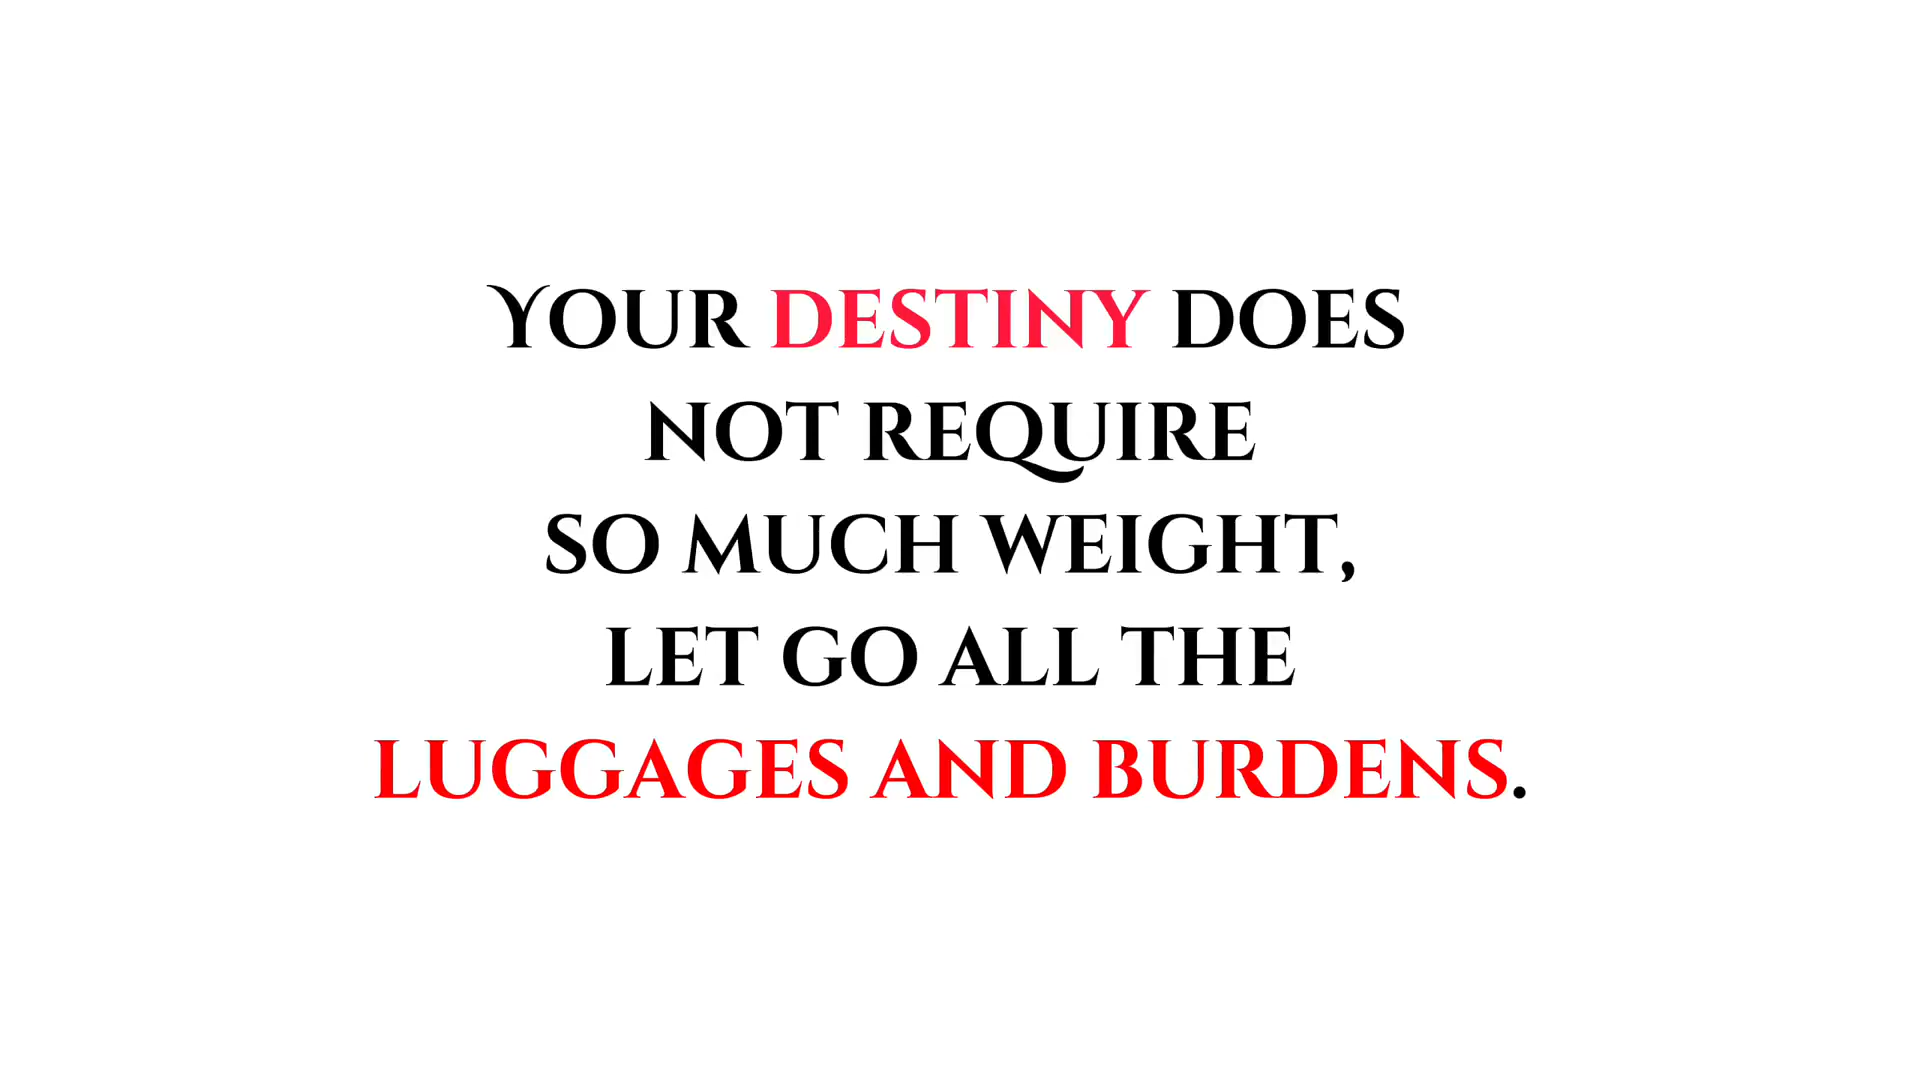 YOUR DESTINY DOES
NOT REQUIRE
SO MUCH WEIGHT,
LET GO ALL THE
LUGGAGES AND BURDENS.